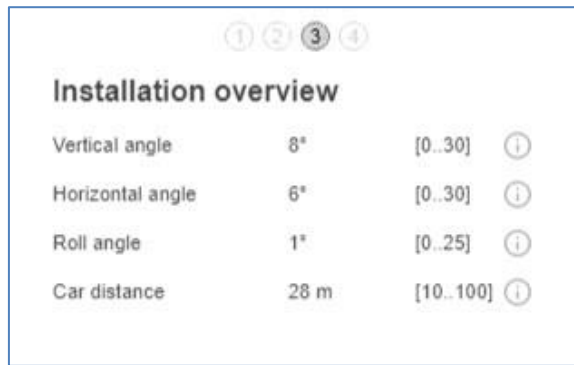 1 2 3 4
Installation overview
Vertical angle 8° [0..30] i
Horizontal angle 6° [0..30] i
Roll angle 1° [0..25] i
Car distance 28 m [10..100] i